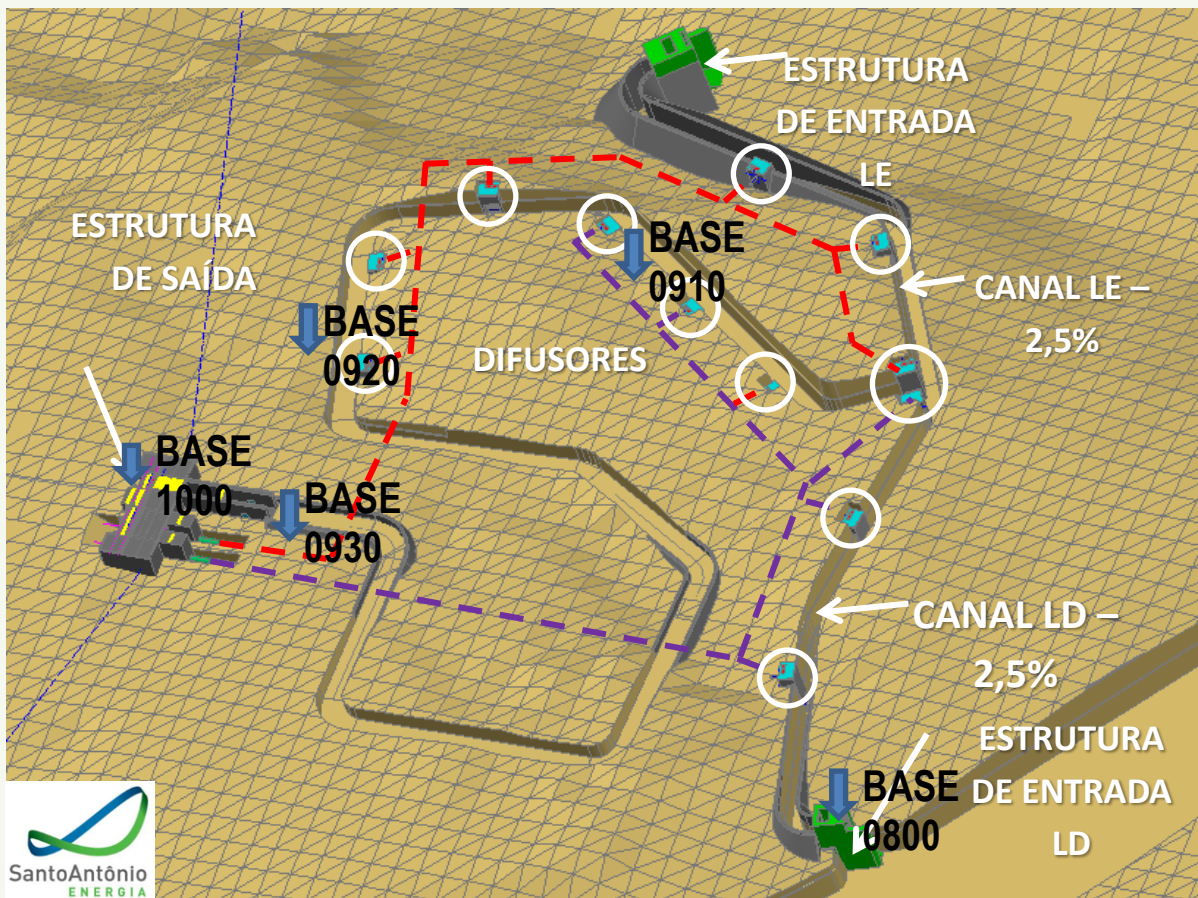 ESTRUTURA
DE ENTRADA
LE
ESTRUTURA
DE SAÍDA
BASE
0910
CANAL LE –
2,5%
BASE
0920
DIFUSORES
BASE
1000
BASE
0930
CANAL LD –
2,5%
ESTRUTURA
DE ENTRADA
LD
BASE
0800
SantoAntônio
ENERGIA